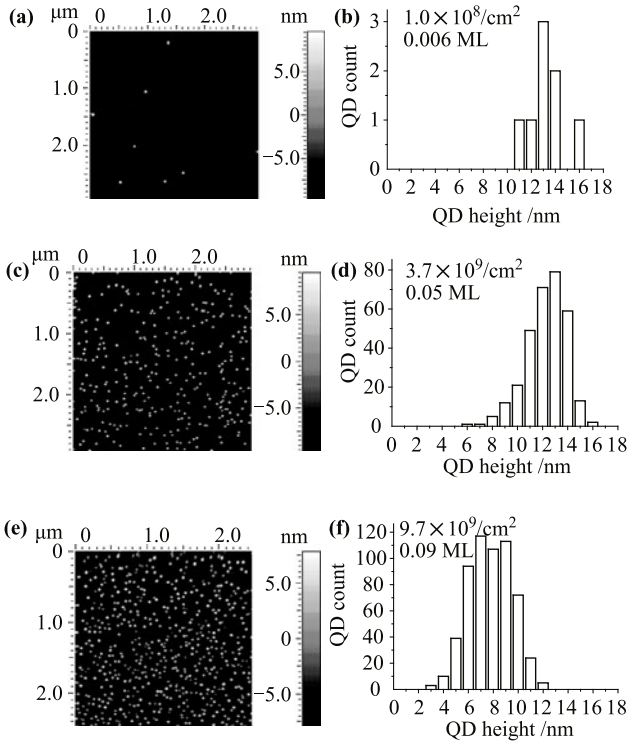 (a)
μm 0 1.0 2.0
0
1.0
2.0
nm
5.0
0
−5.0
(b)
1.0×10⁸/cm²
0.006 ML
QD count
3
2
1
0
0 2 4 6 8 10 12 14 16 18
QD height /nm
(c)
μm 0 1.0 2.0
0
1.0
2.0
nm
5.0
0
−5.0
(d)
3.7×10⁹/cm²
0.05 ML
QD count
80
60
40
20
0
0 2 4 6 8 10 12 14 16 18
QD height /nm
(e)
μm 0 1.0 2.0
0
1.0
2.0
nm
5.0
0
−5.0
(f)
9.7×10⁹/cm²
0.09 ML
QD count
120
100
80
60
40
20
0
0 2 4 6 8 10 12 14 16 18
QD height /nm